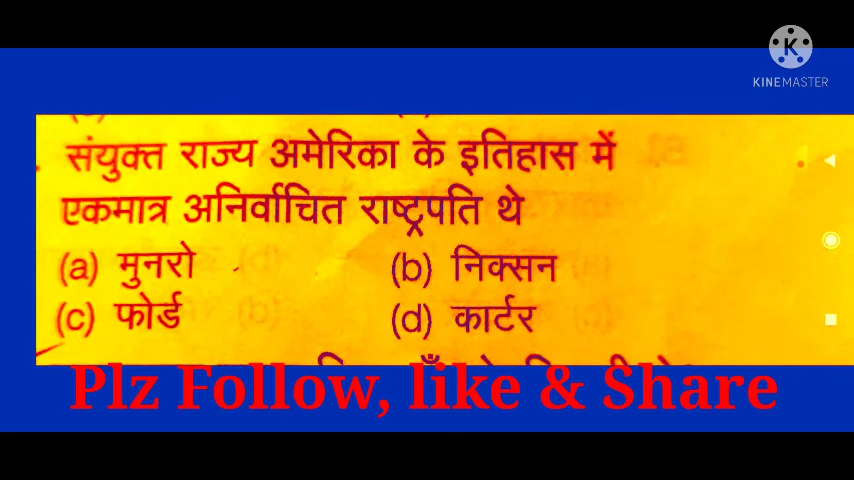 K
KINEMASTER
संयुक्त राज्य अमेरिका के इतिहास में
एकमात्र अनिर्वाचित राष्ट्रपति थे
(a) मुनरो (b) निक्सन
(c) फोर्ड (d) कार्टर
Plz Follow, like & Share